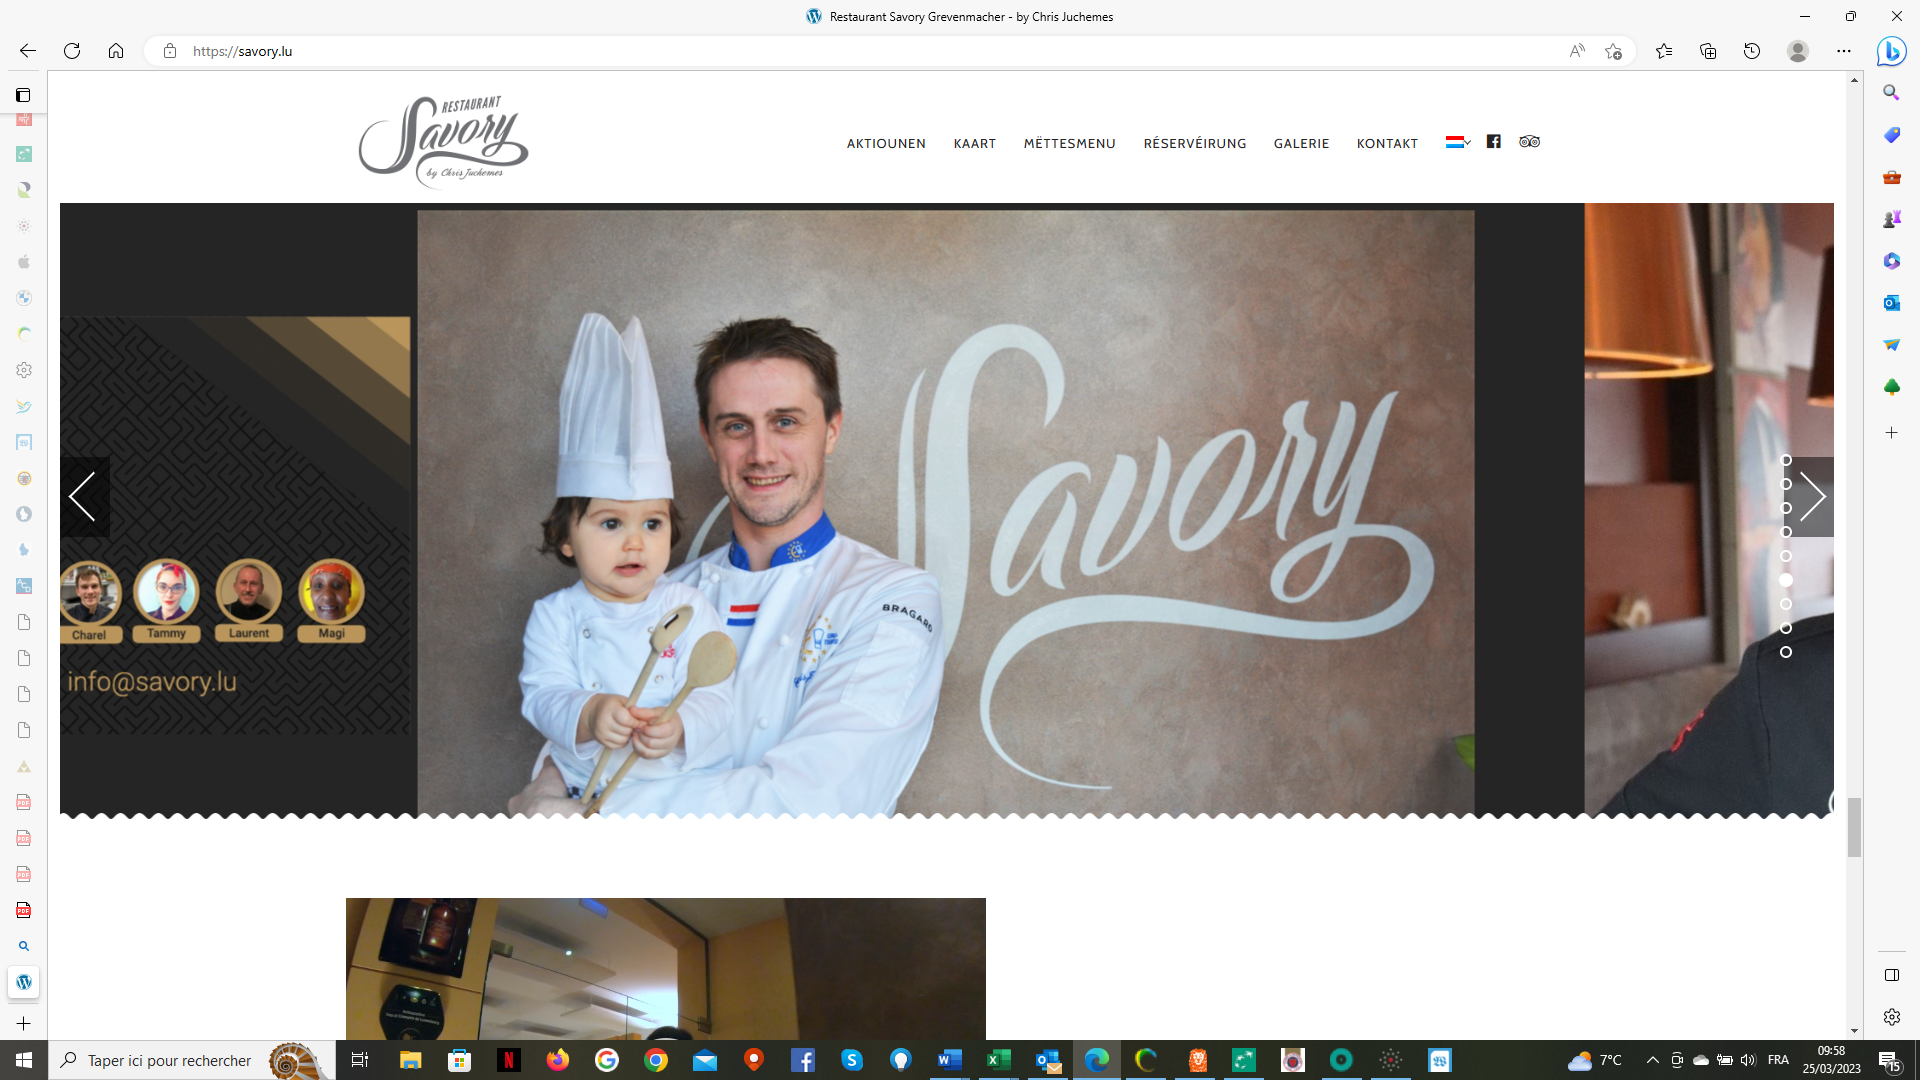 Restaurant Savory Grevenmacher - by Chris Juchemes
https://savory.lu
RESTAURANT
Savory
by Chris Juchemes
AKTIOUNEN KAART MËTTESMENU RÉSERVÉIRUNG GALERIE KONTAKT
Savory
BRAGARD
Charel Tammy Laurent Magi
info@savory.lu
Taper ici pour rechercher
7°C
FRA
09:58
25/03/2023
15